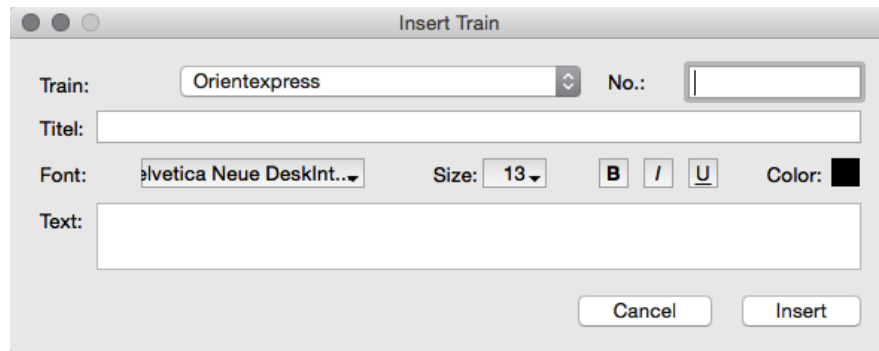 Insert Train
Train: Orientexpress No.:
Titel:
Font: elvetica Neue DeskInt... Size: 13 B I U Color:
Text:
Cancel Insert